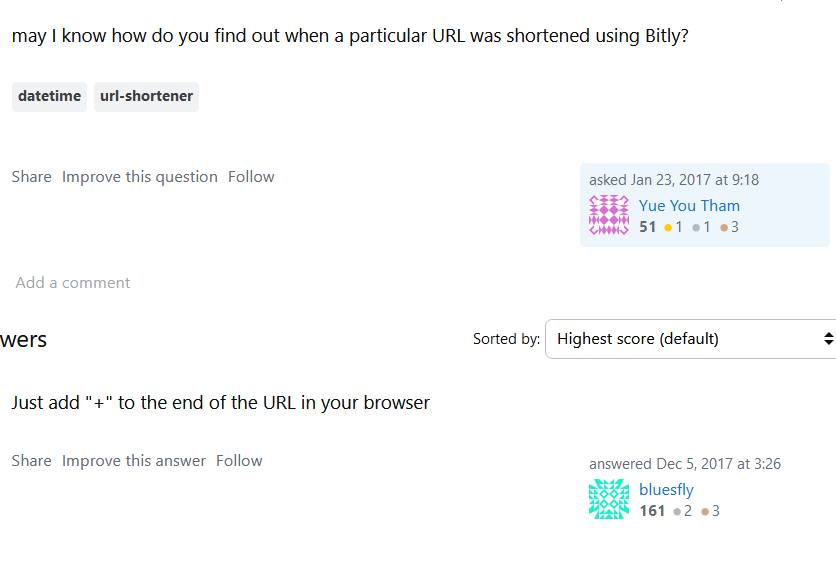 may I know how do you find out when a particular URL was shortened using Bitly?
datetime url-shortener
Share Improve this question Follow
asked Jan 23, 2017 at 9:18
Yue You Tham
51 1 1 3
Add a comment
wers
Sorted by: Highest score (default)
Just add "+" to the end of the URL in your browser
Share Improve this answer Follow
answered Dec 5, 2017 at 3:26
bluesfly
161 2 3